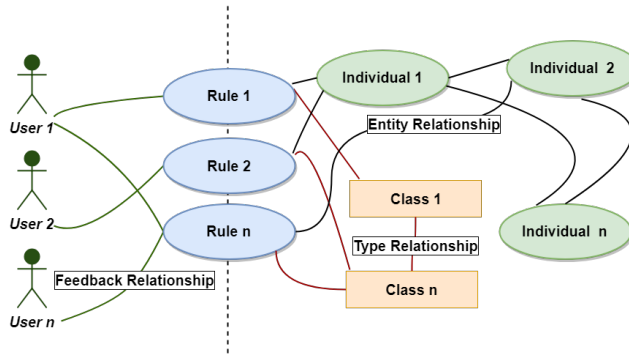 User 1
User 2
User n
Feedback Relationship
Rule 1
Rule 2
Rule n
Individual 1
Individual 2
Entity Relationship
Class 1
Type Relationship
Class n
Individual n